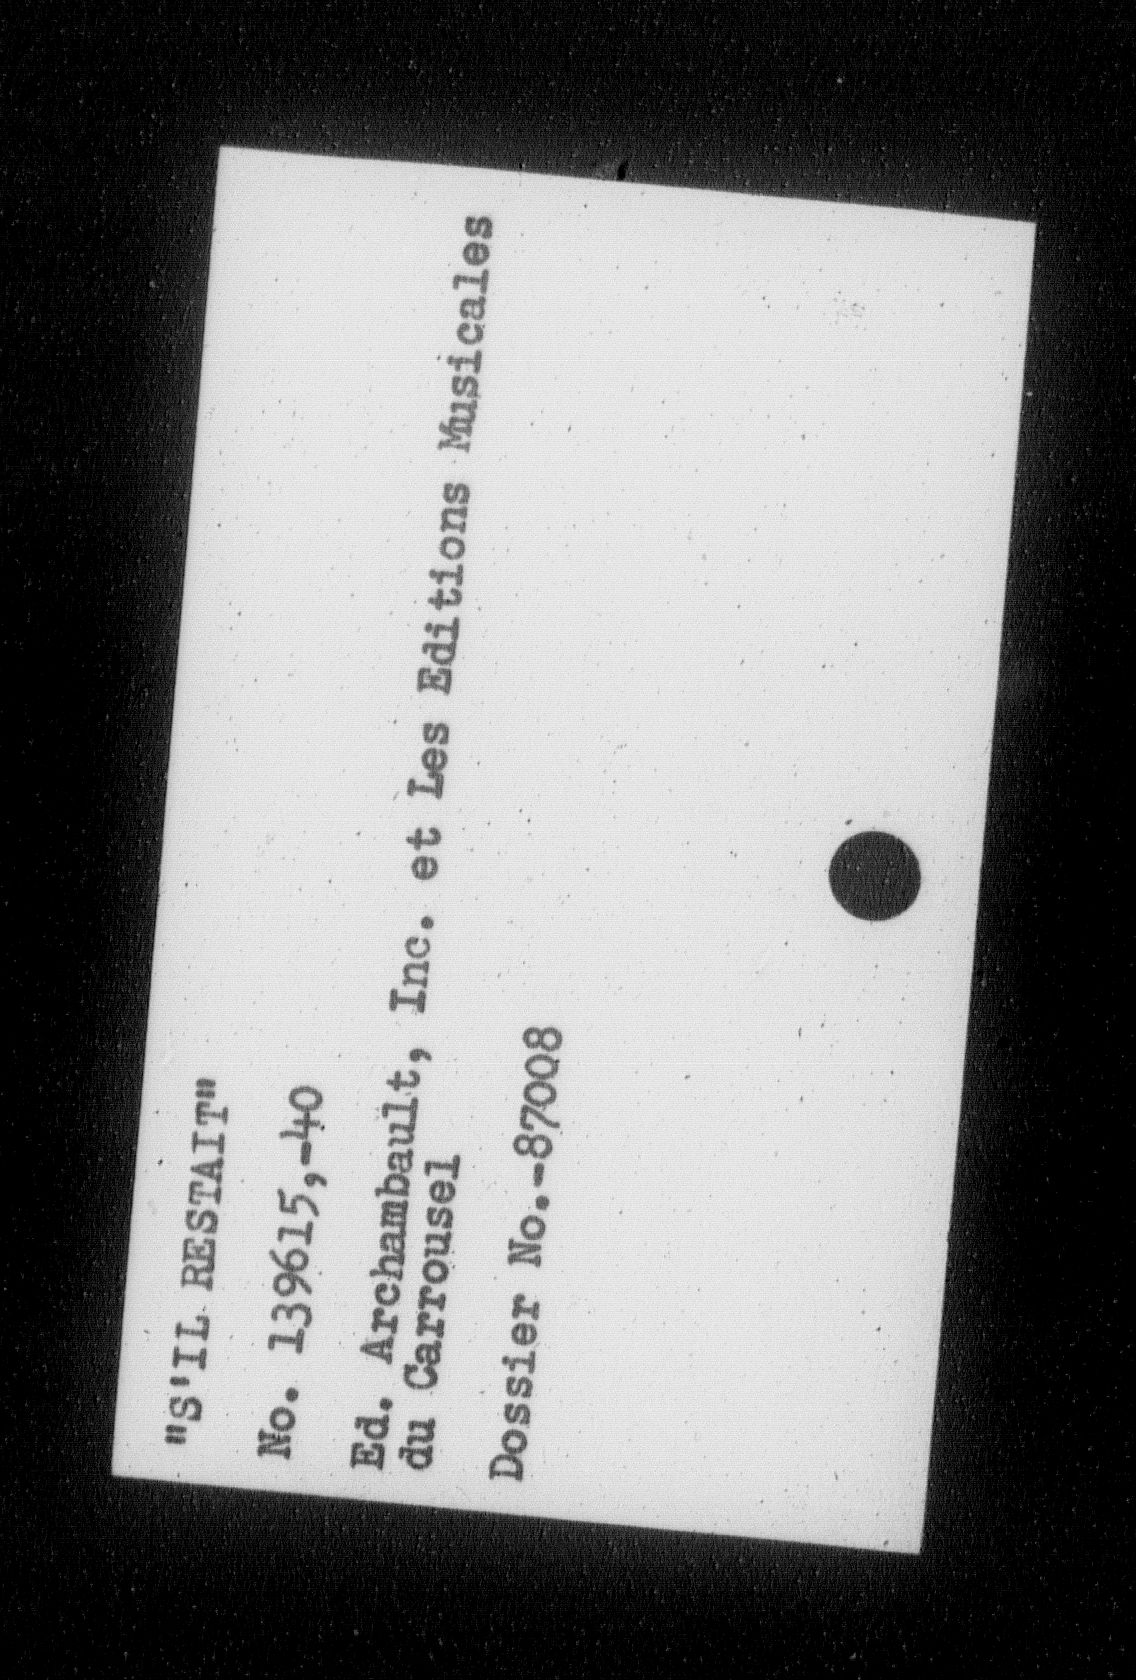 "S'IL RESTAIT"
No. 139615,-40
Ed. Archambault, Inc. et Les Editions Musicales
du Carrousel
Dossier No.-87008